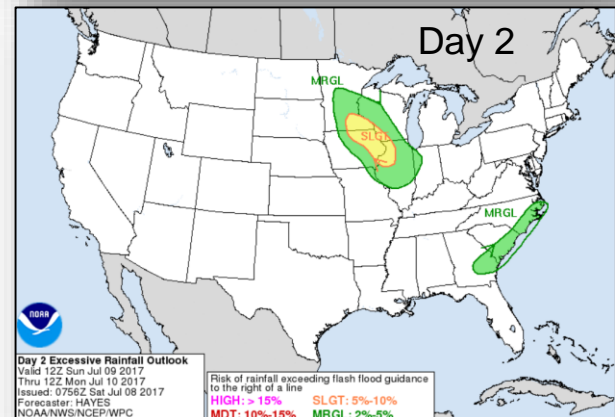 Day 2
MRGL
SLGT
MRGL
NOAA
Day 2 Excessive Rainfall Outlook
Valid 12Z Sun Jul 09 2017
Thru 12Z Mon Jul 10 2017
Issued: 0756Z Sat Jul 08 2017
Forecaster: HAYES
NOAA/NWS/NCEP/WPC
Risk of rainfall exceeding flash flood guidance
to the right of a line
HIGH: > 15% SLGT: 5%-10%
MDT: 10%-15% MRGL: 2%-5%